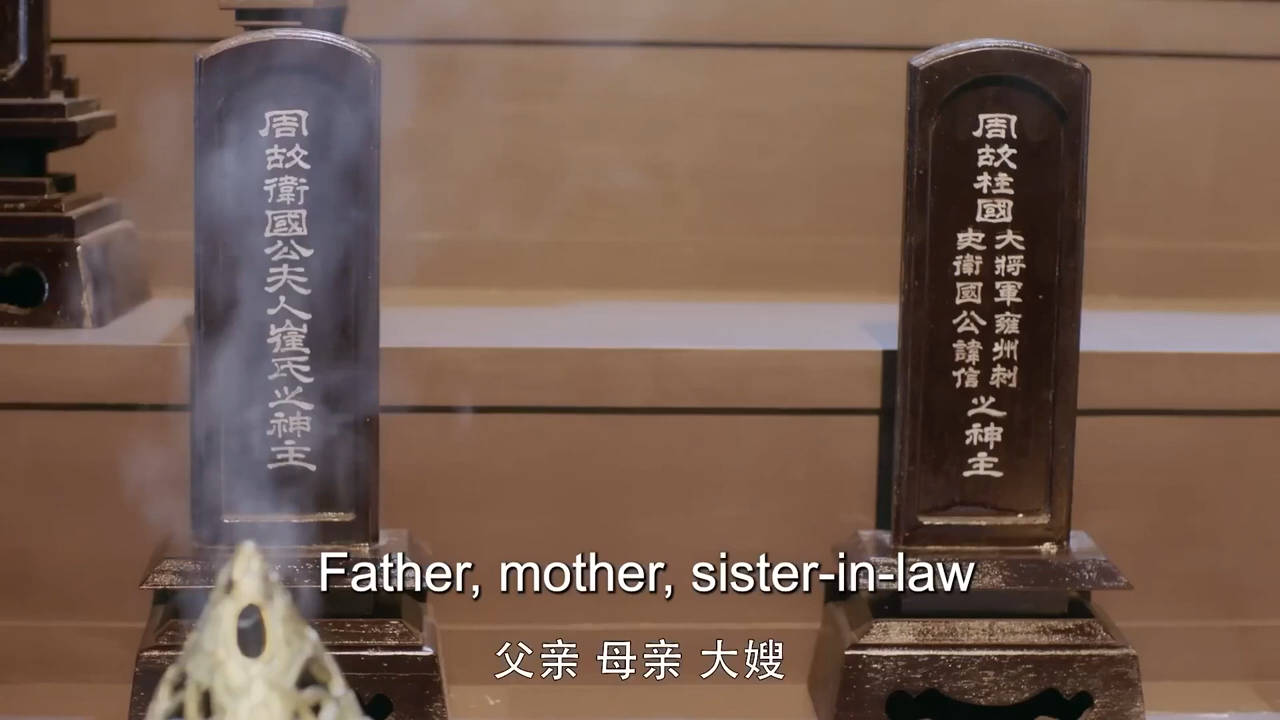 周故衛國公夫人崔氏之神主
周故柱國
大將軍雍州刺
史衛國公諱信
之神主
Father, mother, sister-in-law
父亲 母亲 大嫂